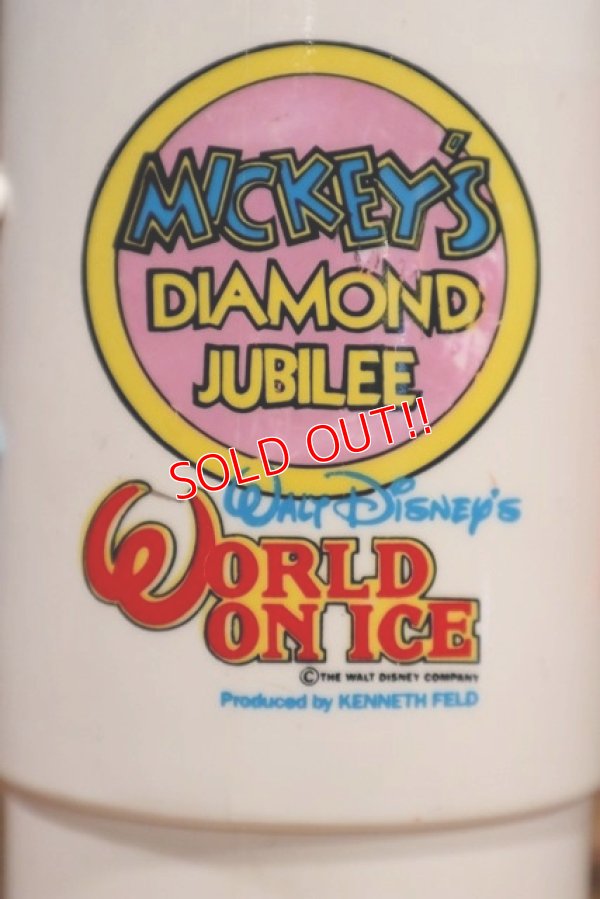 MICKEY'S
DIAMOND
JUBILEE
SOLD OUT!!
WALT DISNEY'S
WORLD
ON ICE
©THE WALT DISNEY COMPANY
Produced by KENNETH FELD